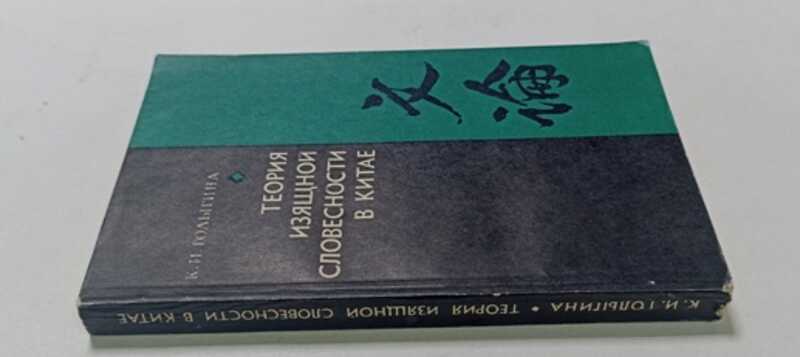 文論
К. И. ГОЛЫГИНА
ТЕОРИЯ
ИЗЯЩНОЙ
СЛОВЕСНОСТИ
В КИТАЕ
К. И. ГОЛЫГИНА • ТЕОРИЯ ИЗЯЩНОЙ СЛОВЕСНОСТИ В КИТАЕ